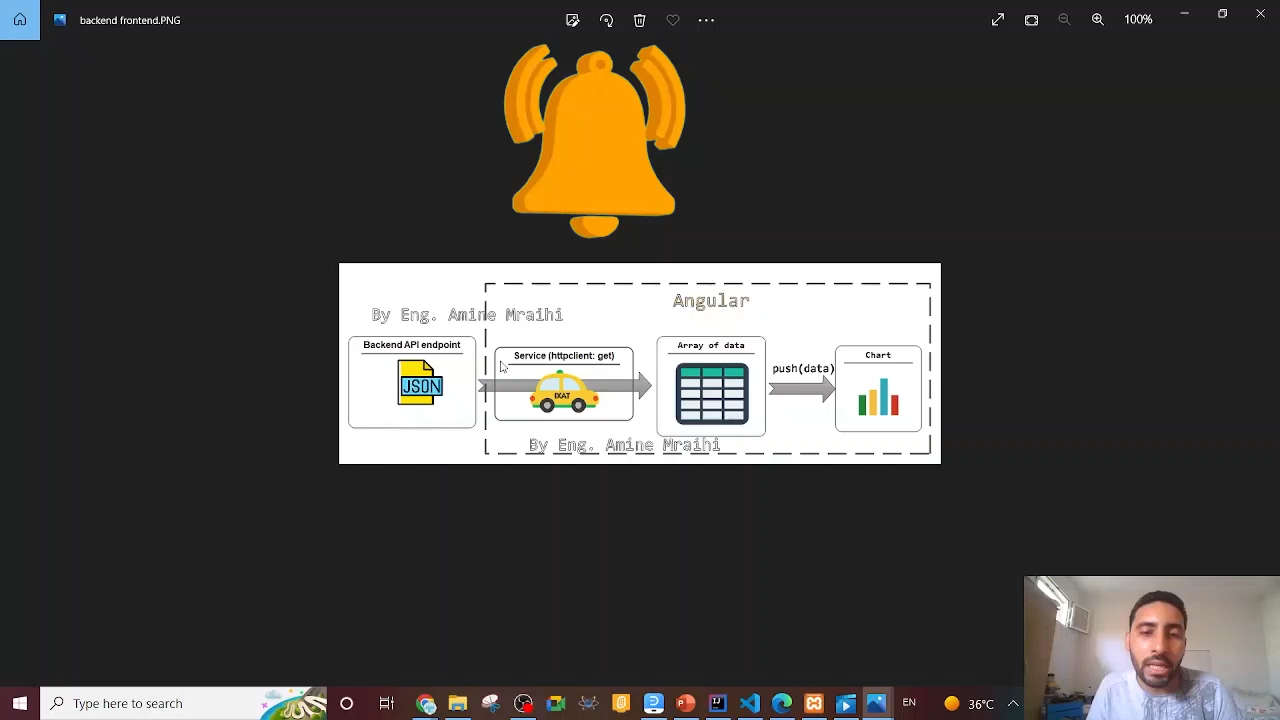 backend frontend.PNG
100%
Angular
By Eng. Amine Mraihi
Backend API endpoint
Service (httpclient: get)
Array of data
Chart
push(data)
JSON
By Eng. Amine Mraihi
Type here to search
EN
36°C